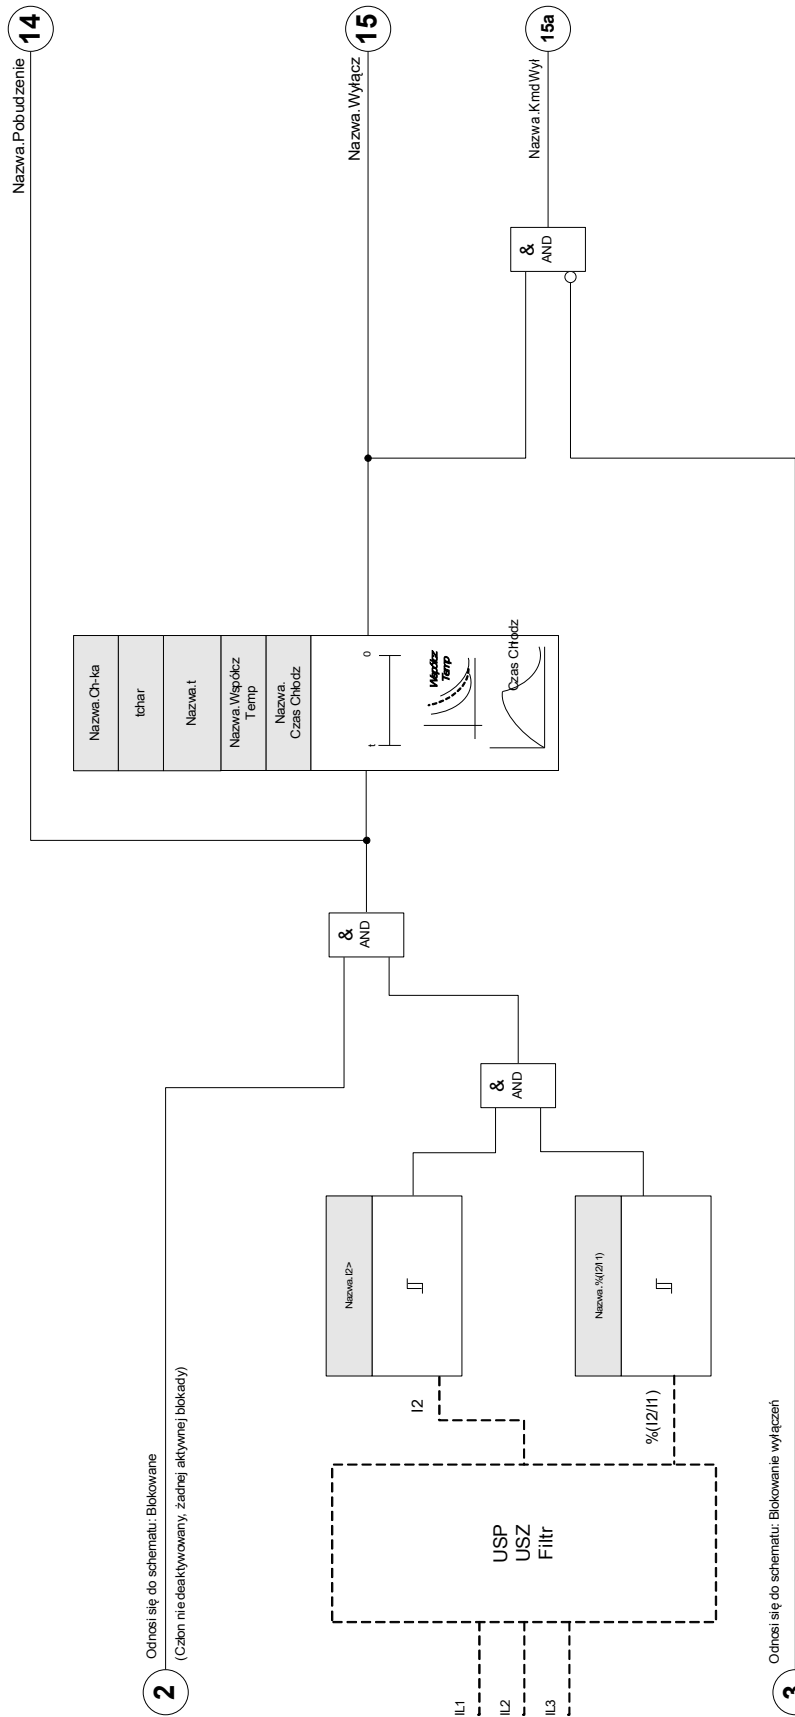 14
Nazwa.Pobudzenie
15
Nazwa.Wyłącz
15a
Nazwa.KmdWył
&
AND
Nazwa.Ch-ka
tchar
Nazwa.t
Nazwa.Współcz
Temp
Nazwa.
Czas Chłodz
t
0
Współcz
Temp
Czas Chłodz
&
AND
&
AND
Nazwa.I2>
Nazwa.%(I2/I1)
I2
%(I2/I1)
USP
USZ
Filtr
IL1
IL2
IL3
2
Odnosi się do schematu: Blokowane
(Człon nie deaktywowany, żadnej aktywnej blokady)
3
Odnosi się do schematu: Blokowanie wyłączeń